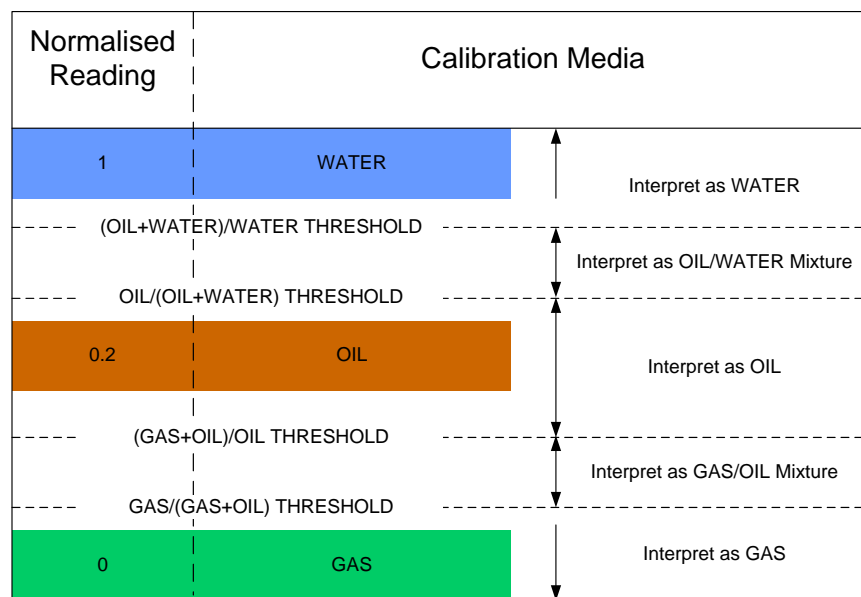 Normalised
Reading
Calibration Media
1
WATER
Interpret as WATER
(OIL+WATER)/WATER THRESHOLD
Interpret as OIL/WATER Mixture
OIL/(OIL+WATER) THRESHOLD
0.2
OIL
Interpret as OIL
(GAS+OIL)/OIL THRESHOLD
Interpret as GAS/OIL Mixture
GAS/(GAS+OIL) THRESHOLD
0
GAS
Interpret as GAS